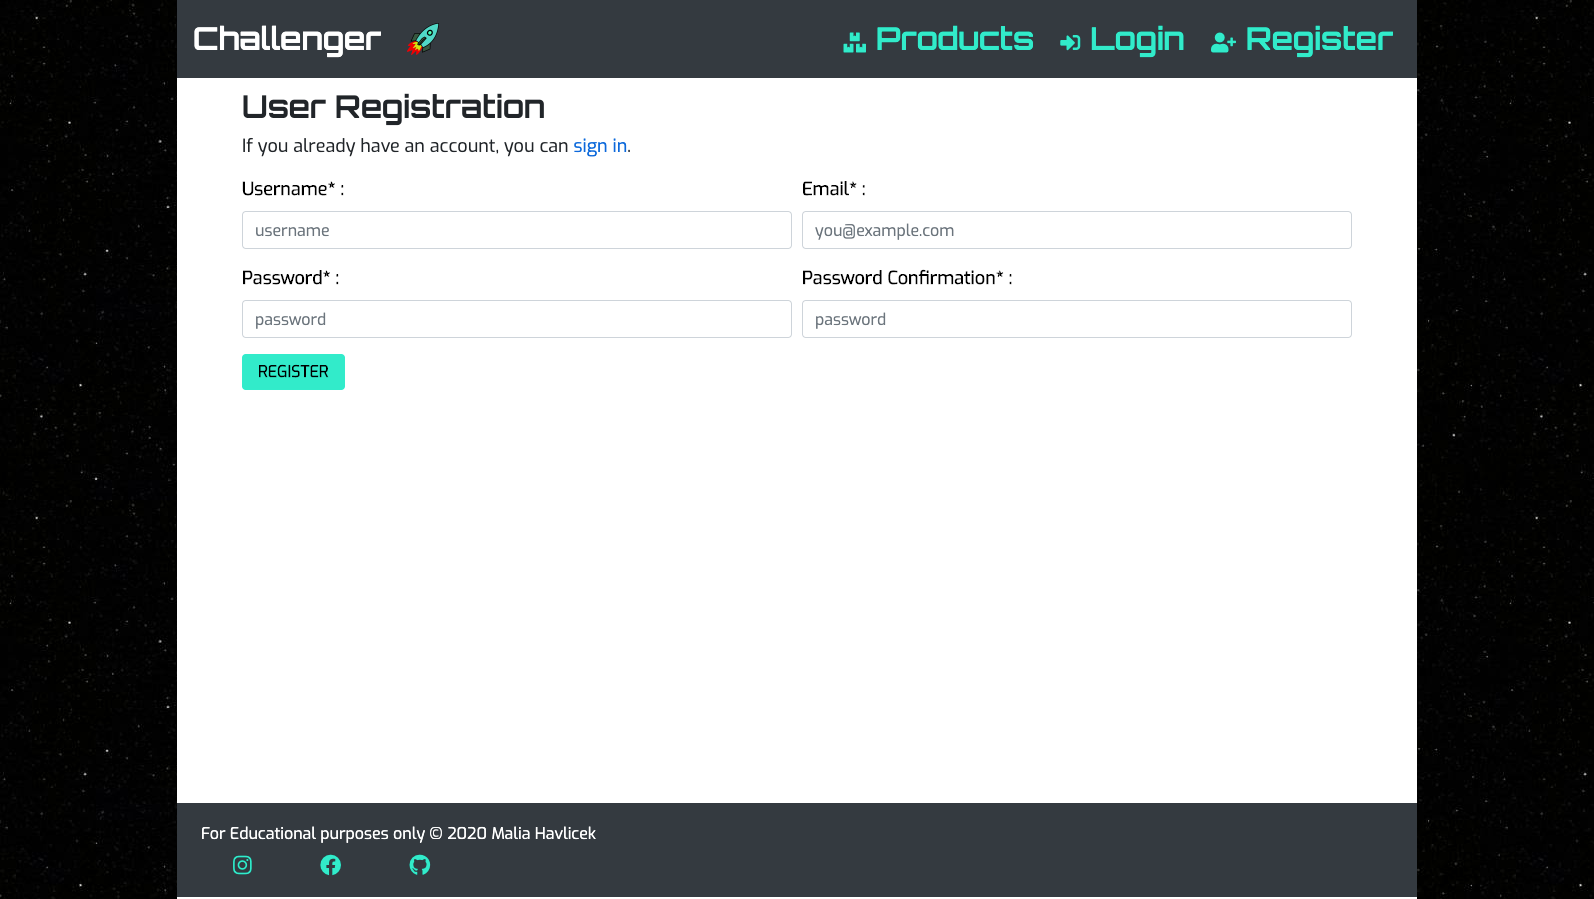 Challenger
Products Login Register
User Registration
If you already have an account, you can sign in.
Username* : Email* :
username you@example.com
Password* : Password Confirmation* :
password password
REGISTER
For Educational purposes only © 2020 Malia Havlicek